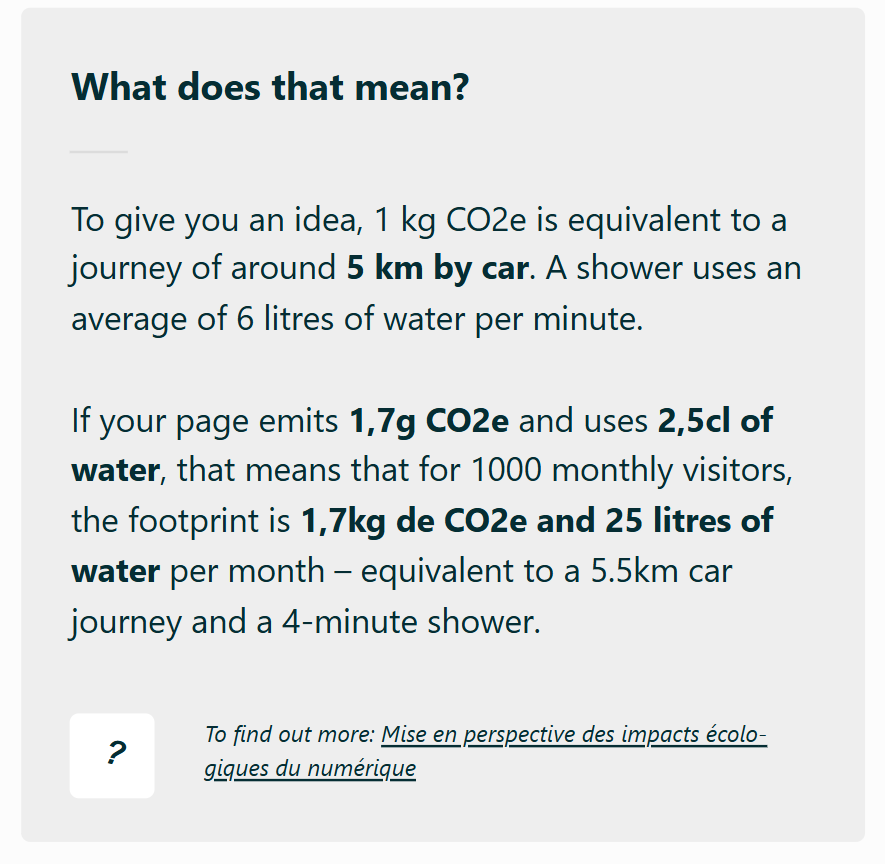 What does that mean?
To give you an idea, 1 kg CO2e is equivalent to a
journey of around 5 km by car. A shower uses an
average of 6 litres of water per minute.
If your page emits 1,7g CO2e and uses 2,5cl of
water, that means that for 1000 monthly visitors,
the footprint is 1,7kg de CO2e and 25 litres of
water per month – equivalent to a 5.5km car
journey and a 4-minute shower.
?
To find out more: Mise en perspective des impacts écolo-
giques du numérique